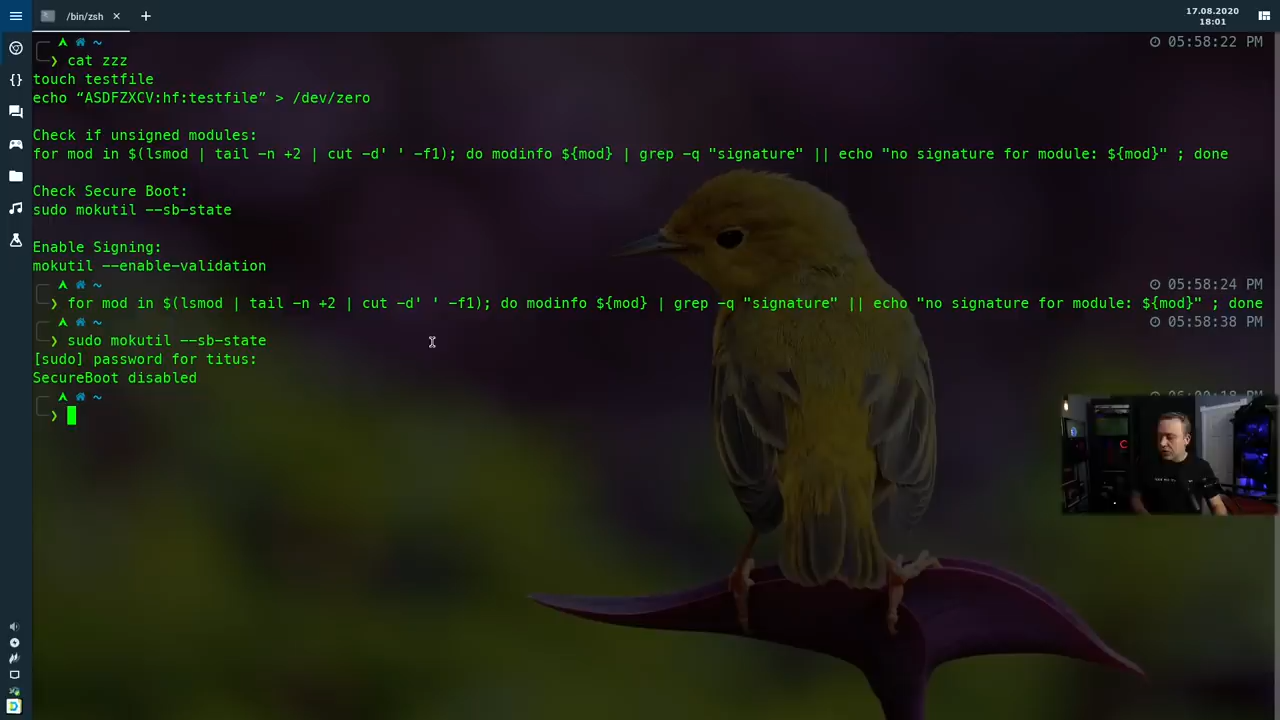 /bin/zsh
17.08.2020
18:01
~ 05:58:22 PM
❯ cat zzz
touch testfile
echo “ASDFZXCV:hf:testfile” > /dev/zero
Check if unsigned modules:
for mod in $(lsmod | tail -n +2 | cut -d' ' -f1); do modinfo ${mod} | grep -q "signature" || echo "no signature for module: ${mod}" ; done
Check Secure Boot:
sudo mokutil --sb-state
Enable Signing:
mokutil --enable-validation
~ 05:58:24 PM
❯ for mod in $(lsmod | tail -n +2 | cut -d' ' -f1); do modinfo ${mod} | grep -q "signature" || echo "no signature for module: ${mod}" ; done
~ 05:58:38 PM
❯ sudo mokutil --sb-state
[sudo] password for titus:
SecureBoot disabled
~
❯